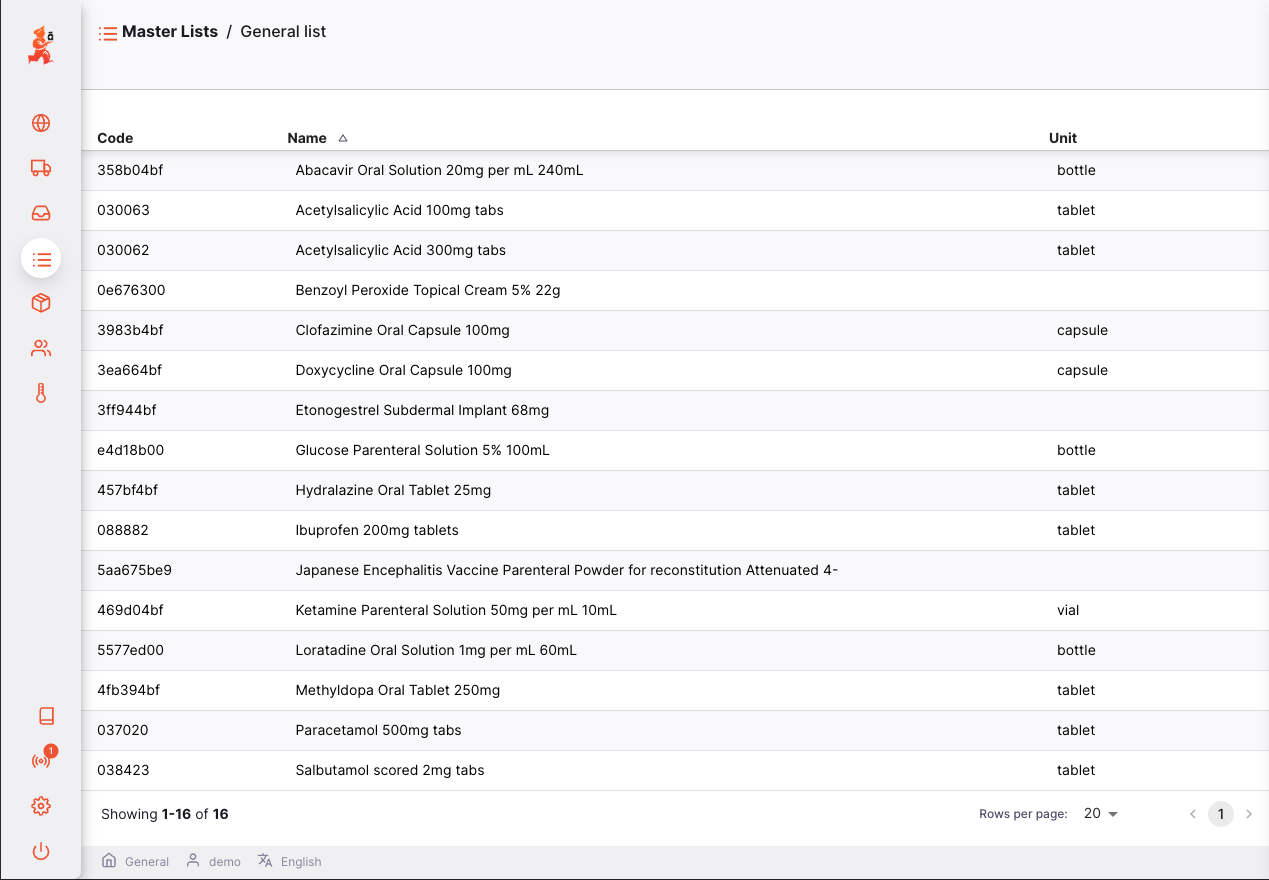 Master Lists / General list
Code Name Unit
358b04bf Abacavir Oral Solution 20mg per mL 240mL bottle
030063 Acetylsalicylic Acid 100mg tabs tablet
030062 Acetylsalicylic Acid 300mg tabs tablet
0e676300 Benzoyl Peroxide Topical Cream 5% 22g
3983b4bf Clofazimine Oral Capsule 100mg capsule
3ea664bf Doxycycline Oral Capsule 100mg capsule
3ff944bf Etonogestrel Subdermal Implant 68mg
e4d18b00 Glucose Parenteral Solution 5% 100mL bottle
457bf4bf Hydralazine Oral Tablet 25mg tablet
088882 Ibuprofen 200mg tablets tablet
5aa675be9 Japanese Encephalitis Vaccine Parenteral Powder for reconstitution Attenuated 4-
469d04bf Ketamine Parenteral Solution 50mg per mL 10mL vial
5577ed00 Loratadine Oral Solution 1mg per mL 60mL bottle
4fb394bf Methyldopa Oral Tablet 250mg tablet
037020 Paracetamol 500mg tabs tablet
038423 Salbutamol scored 2mg tabs tablet
1
Showing 1-16 of 16 Rows per page: 20 1
General demo English